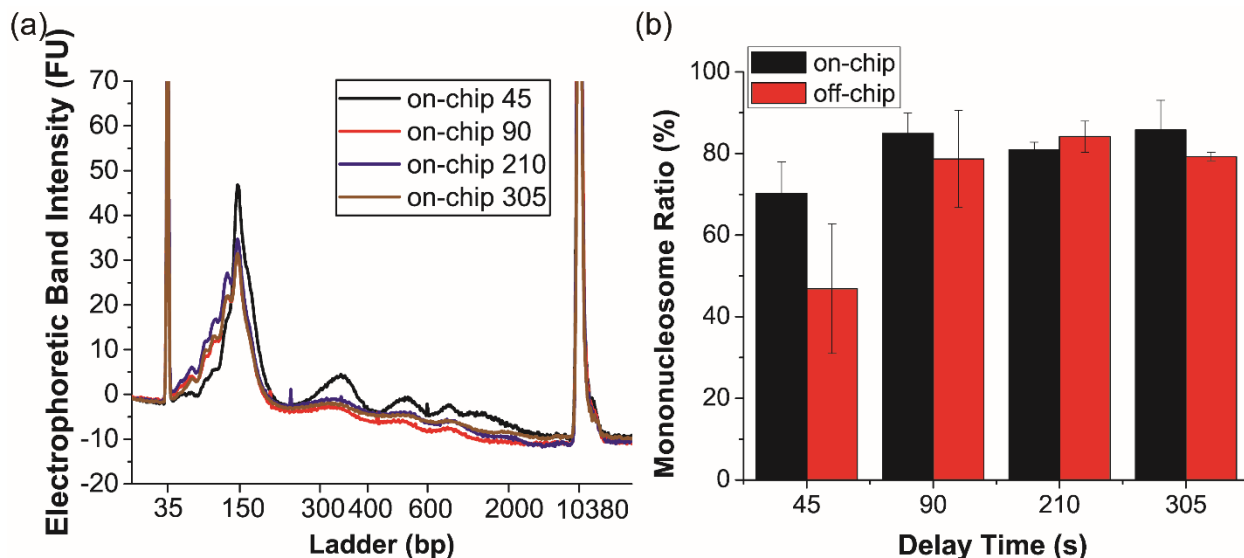 (a)
Electrophoretic Band Intensity (FU)
70
60
50
40
30
20
10
0
-10
-20
on-chip 45
on-chip 90
on-chip 210
on-chip 305
35
150
300
400
600
2000
10380
Ladder (bp)
(b)
Mononucleosome Ratio (%)
100
80
60
40
20
0
on-chip
off-chip
45
90
210
305
Delay Time (s)